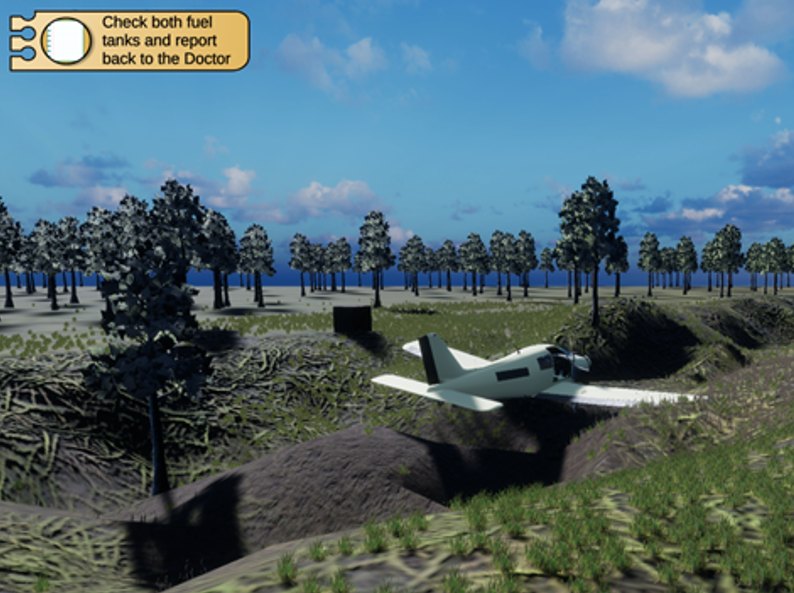 Check both fuel
tanks and report
back to the Doctor